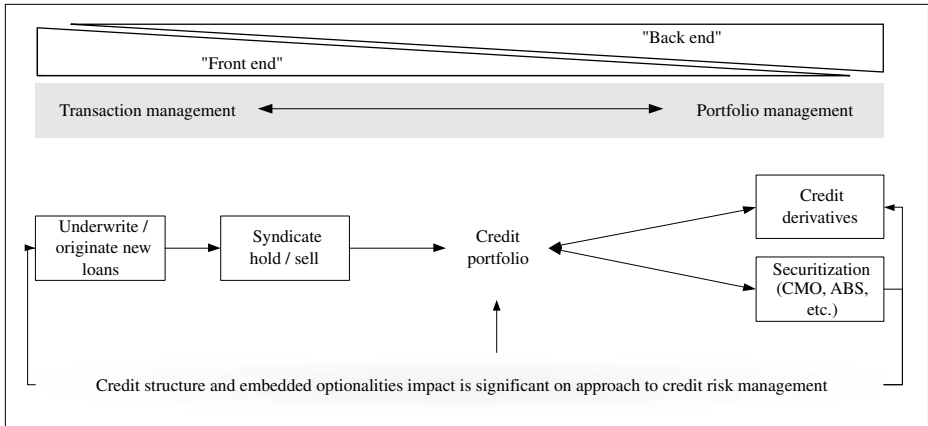 "Back end"
"Front end"
Transaction management
Portfolio management
Underwrite /
originate new
loans
Syndicate
hold / sell
Credit
portfolio
Credit
derivatives
Securitization
(CMO, ABS,
etc.)
Credit structure and embedded optionalities impact is significant on approach to credit risk management